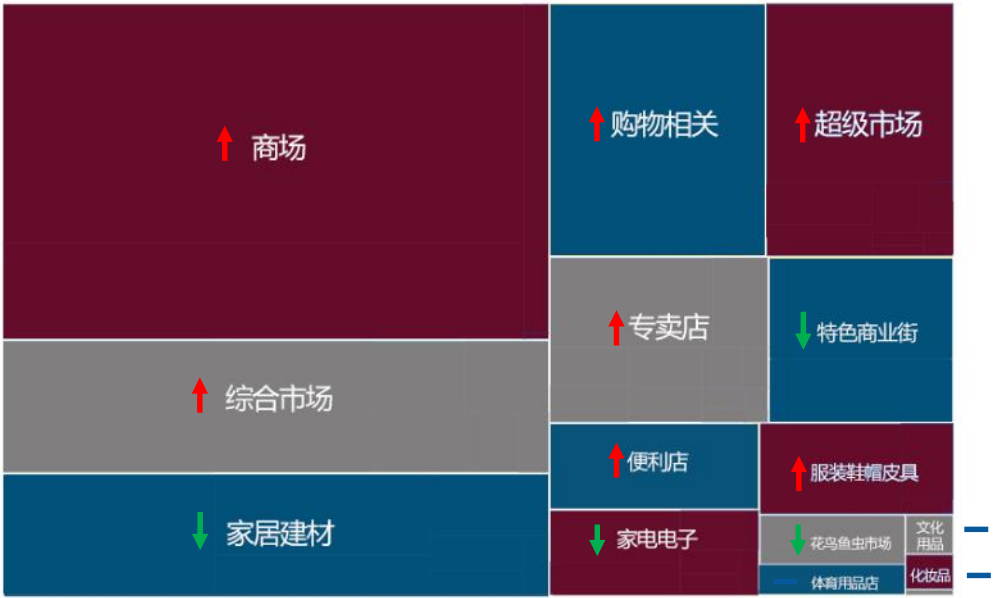 商场
购物相关
超级市场
综合市场
专卖店
特色商业街
家居建材
便利店
服装鞋帽皮具
家电电子
花鸟鱼虫市场
文化
用品
体育用品店
化妆品